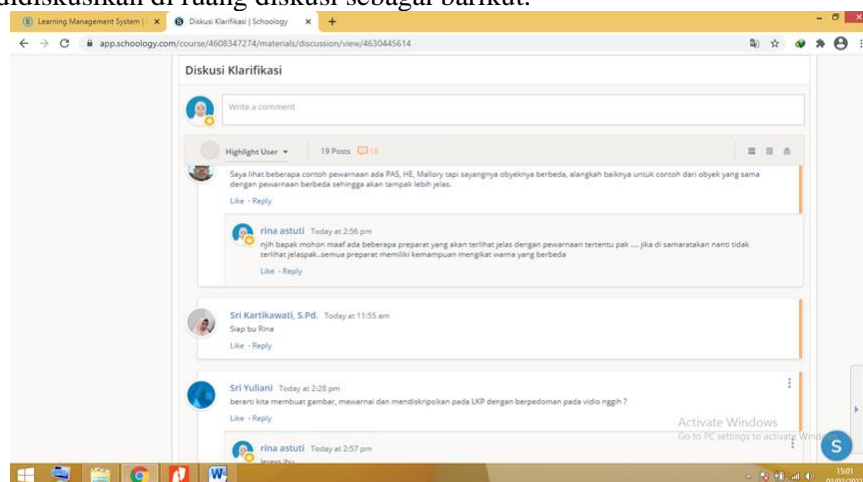 didiskusikan di ruang diskusi sebagai barikut.
Learning Management System |
Diskusi Klarifikasi | Schoology
app.schoology.com/course/4608347274/materials/discussion/view/4630445614
Diskusi Klarifikasi
Write a comment
Highlight User
19 Posts 18
Saya lihat beberapa contoh pewarnaan ada PAS, HE, Mallory tapi sayangnya obyeknya berbeda, alangkah baiknya untuk contoh dari obyek yang sama
dengan pewarnaan berbeda sehingga akan tampak lebih jelas.
Like · Reply
rina astuti Today at 2:56 pm
njih bapak mohon maaf ada beberapa preparat yang akan terlihat jelas dengan pewarnaan tertentu pak .... jika di samaratakan nanti tidak
terlihat jelaspak..semua preparat memiliki kemampuan mengikat warna yang berbeda
Like · Reply
Sri Kartikawati, S.Pd. Today at 11:55 am
Siap bu Rina
Like · Reply
Sri Yuliani Today at 2:28 pm
berarti kita membuat gambar, mewarnai dan mendiskripsikan pada LKP dengan berpedoman pada vidio nggih ?
Like · Reply
Activate Windows
Go to PC settings to activate Windows
rina astuti Today at 2:57 pm
S
15:01